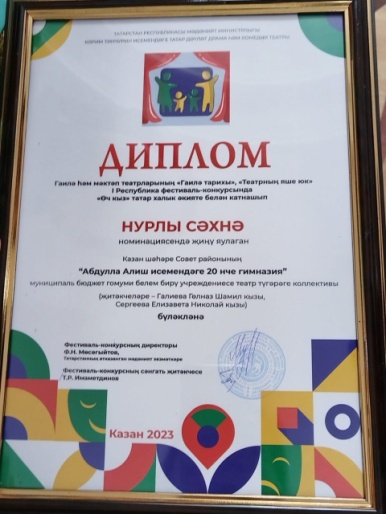 ТАТАРСТАН РЕСПУБЛИКАСЫ МӘДӘНИЯТ МИНИСТРЛЫГЫ
КӘРИМ ТИНЧУРИН ИСЕМЕНДӘГЕ ТАТАР ДӘҮЛӘТ ДРАМА ҺӘМ КОМЕДИЯ ТЕАТРЫ
ДИПЛОМ
Гаилә һәм мәктәп театрларының «Гаилә тарихы», «Театрның яше юк»
I Республика фестиваль-конкурсында
«Өч кыз» татар халык әкияте белән катнашып
НУРЛЫ СӘХНӘ
номинациясендә җиңү яулаган
Казан шәһәре Совет районының
"Абдулла Алиш исемендәге 20 нче гимназия"
муниципаль бюджет гомуми белем бирү учреждениесе театр түгәрәге коллективы
(җитәкчеләре – Галиева Гөлназ Шамил кызы,
Сергеева Елизавета Николай кызы)
бүләкләнә
Фестиваль-конкурсның директоры
Ф.Н. Мөсәгыйтов,
Татарстанның атказанган мәдәният хезмәткәре
Фестиваль-конкурсның сәнгать җитәкчесе
Т.Р. Инәметдинов
Казан 2023